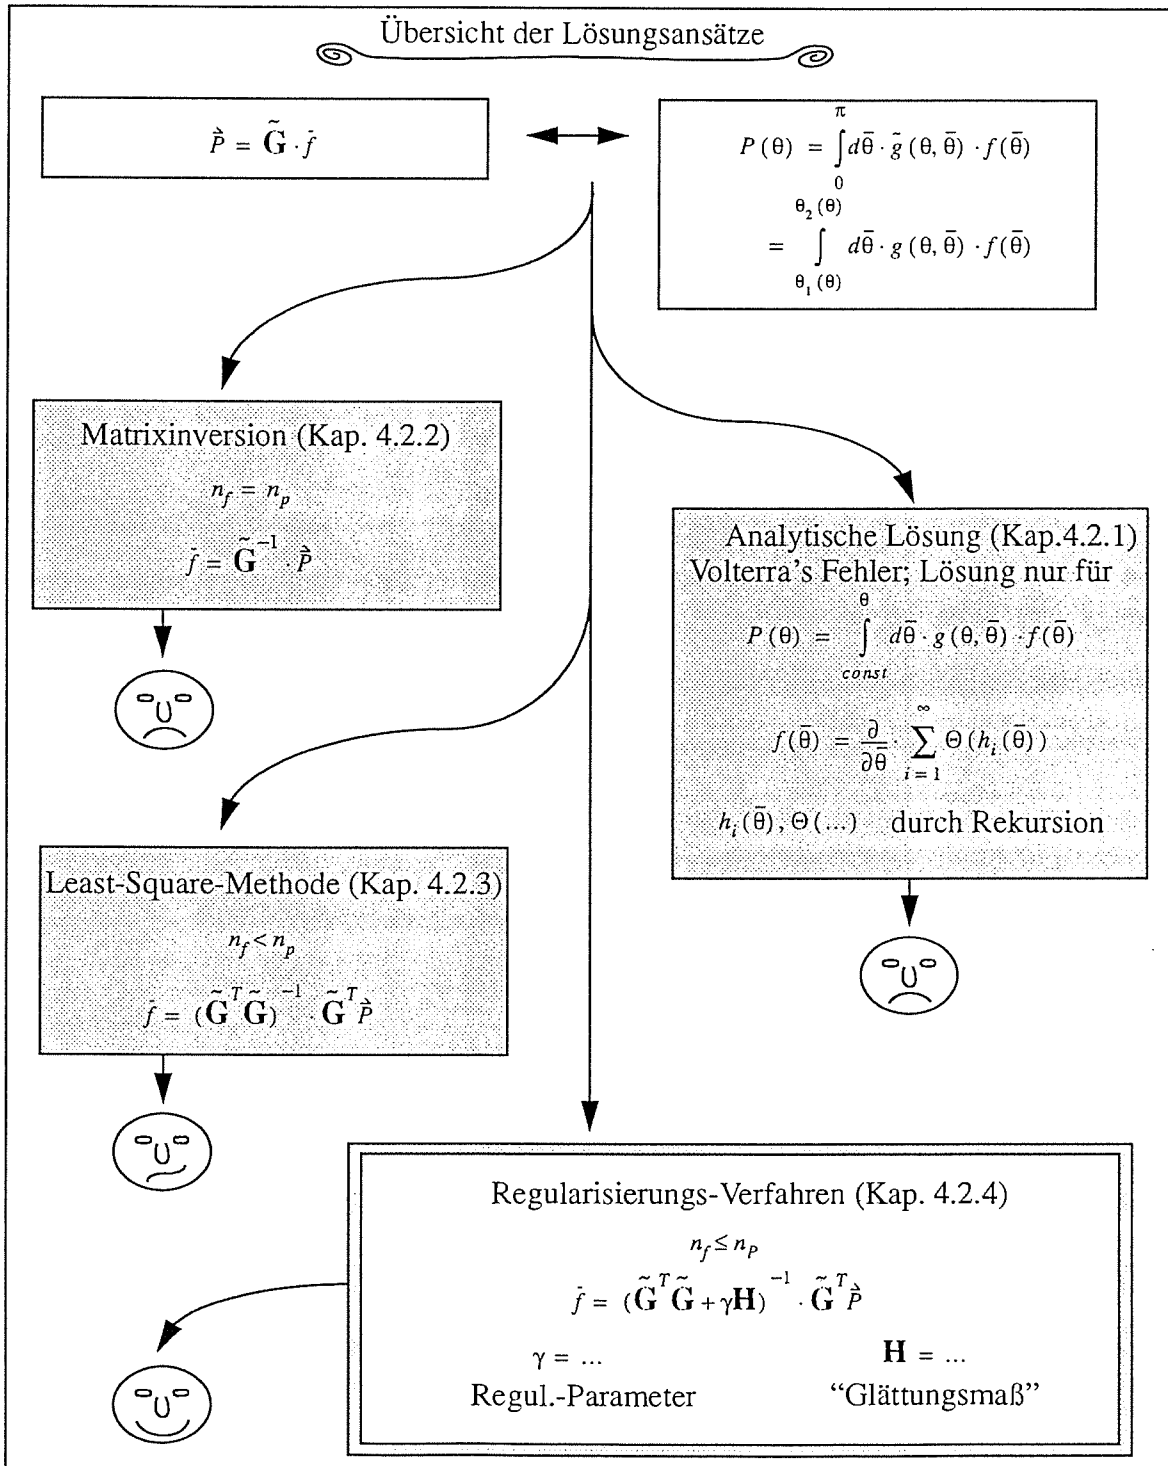 Übersicht der Lösungsansätze
P⃗ = G̃ · f̄
P(θ) = ∫₀^π dθ̄ · g̃(θ, θ̄) · f(θ̄)
= ∫_{θ₁(θ)}^{θ₂(θ)} dθ̄ · g(θ, θ̄) · f(θ̄)
Matrixinversion (Kap. 4.2.2)
n_f = n_p
f̄ = G̃⁻¹ · P⃗
Analytische Lösung (Kap.4.2.1)
Volterra's Fehler; Lösung nur für
P(θ) = ∫_{const}^{θ} dθ̄ · g(θ, θ̄) · f(θ̄)
f(θ̄) = ∂/∂θ̄ · ∑_{i = 1}^{∞} Θ(h_i(θ̄))
h_i(θ̄), Θ(...) durch Rekursion
Least-Square-Methode (Kap. 4.2.3)
n_f < n_p
f̄ = (G̃ᵀG̃)⁻¹ · G̃ᵀP⃗
Regularisierungs-Verfahren (Kap. 4.2.4)
n_f ≤ n_P
f̄ = (G̃ᵀG̃ + γH)⁻¹ · G̃ᵀP⃗
γ = ... H = ...
Regul.-Parameter “Glättungsmaß”